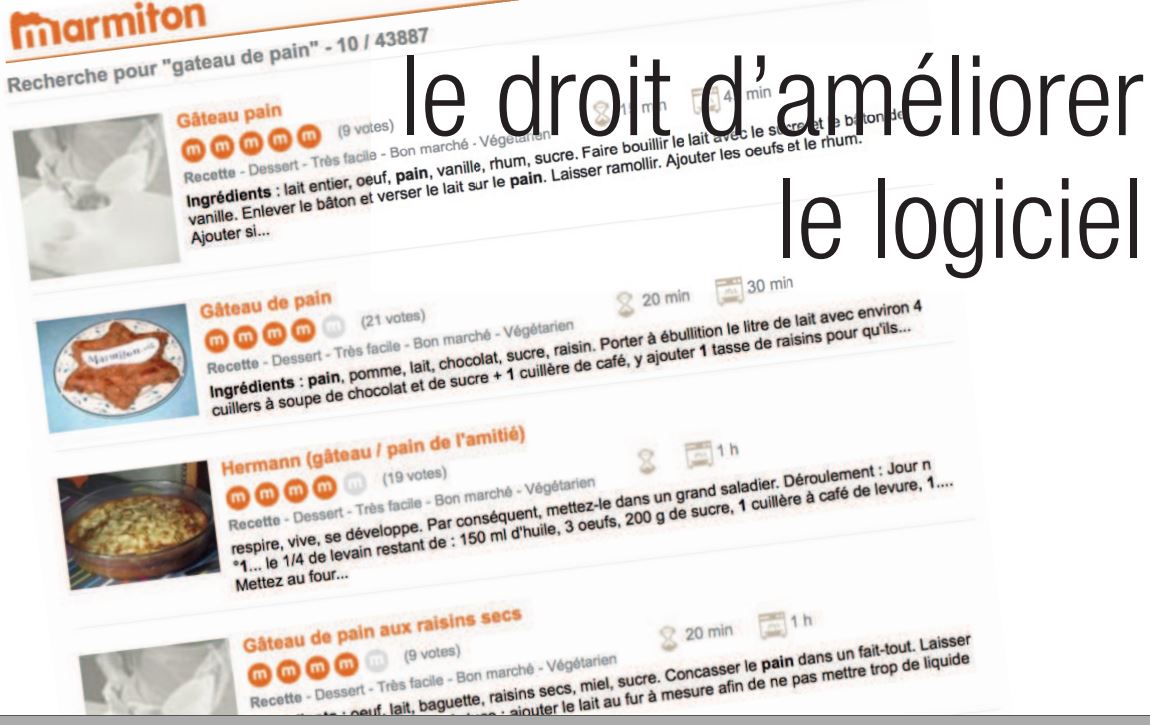 marmiton
Recherche pour "gateau de pain" - 10 / 43887
le droit d'améliorer
le logiciel
Gâteau pain
m m m m m (9 votes) 15 min 4 min
Recette - Dessert - Très facile - Bon marché - Végétarien
Ingrédients : lait entier, oeuf, pain, vanille, rhum, sucre. Faire bouillir le lait avec le sucre et le bâton de
vanille. Enlever le bâton et verser le lait sur le pain. Laisser ramollir. Ajouter les oeufs et le rhum.
Ajouter si...
Marmiton
Gâteau de pain
m m m m m (21 votes) 20 min 30 min
Recette - Dessert - Très facile - Bon marché - Végétarien
Ingrédients : pain, pomme, lait, chocolat, sucre, raisin. Porter à ébullition le litre de lait avec environ 4
cuillers à soupe de chocolat et de sucre + 1 cuillère de café, y ajouter 1 tasse de raisins pour qu'ils...
Hermann (gâteau / pain de l'amitié)
m m m m m (19 votes) 1 h
Recette - Dessert - Très facile - Bon marché - Végétarien
respire, vive, se développe. Par conséquent, mettez-le dans un grand saladier. Déroulement : Jour n
°1... le 1/4 de levain restant de : 150 ml d'huile, 3 oeufs, 200 g de sucre, 1 cuillère à café de levure, 1....
Mettez au four...
Gâteau de pain aux raisins secs
m m m m m (9 votes) 20 min 1 h
Recette - Dessert - Très facile - Bon marché - Végétarien
: oeuf, lait, baguette, raisins secs, miel, sucre. Concasser le pain dans un fait-tout. Laisser
: ajouter le lait au fur à mesure afin de ne pas mettre trop de liquide